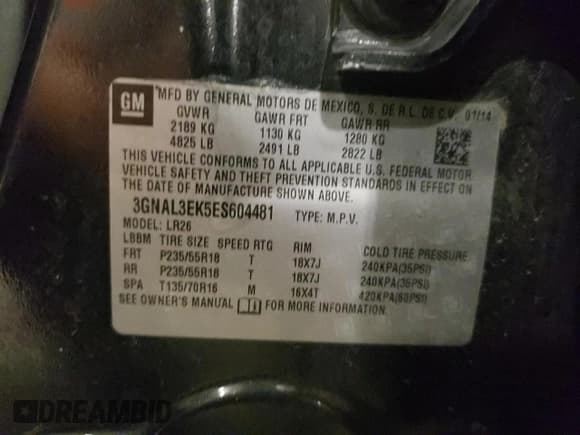 GM
*MFD BY GENERAL MOTORS DE MEXICO, S. DE R.L. DE C.V. 01/14
GVWR GAWR FRT GAWR RR
2189 KG 1130 KG 1280 KG
4825 LB 2491 LB 2822 LB
THIS VEHICLE CONFORMS TO ALL APPLICABLE U.S. FEDERAL MOTOR
VEHICLE SAFETY AND THEFT PREVENTION STANDARDS IN EFFECT ON
THE DATE OF MANUFACTURE SHOWN ABOVE.
3GNAL3EK5ES604481 TYPE: M.P.V.
MODEL: LR26
LBBM TIRE SIZE SPEED RTG RIM COLD TIRE PRESSURE
FRT P235/55R18 T 18X7J 240KPA(35PSI)
RR P235/55R18 T 18X7J 240KPA(35PSI)
SPA T135/70R16 M 16X4T 420KPA(60PSI)
SEE OWNER'S MANUAL FOR MORE INFORMATION.
DREAMBID